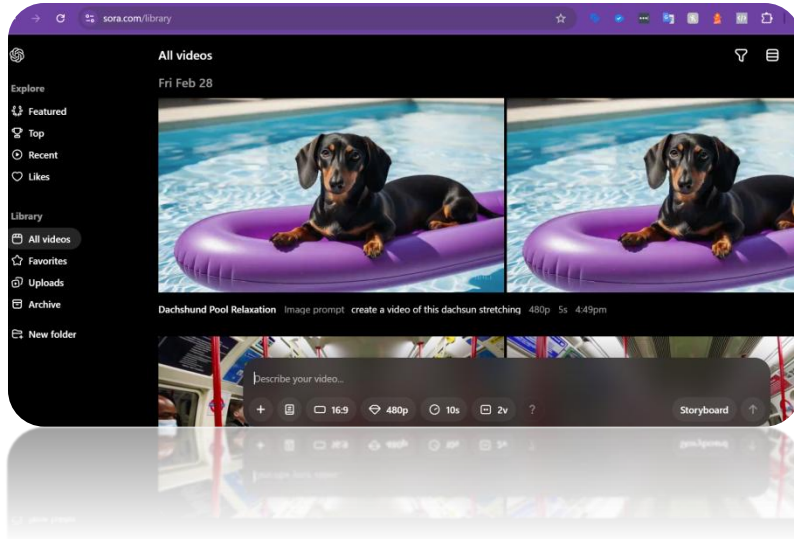 sora.com/library
All videos
Fri Feb 28
Explore
Featured
Top
Recent
Likes
Library
All videos
Favorites
Uploads
Archive
New folder
Dachshund Pool Relaxation Image prompt create a video of this dachsun stretching 480p 5s 4:49pm
Describe your video...
+ 16:9 480p 10s 2v ?
Storyboard